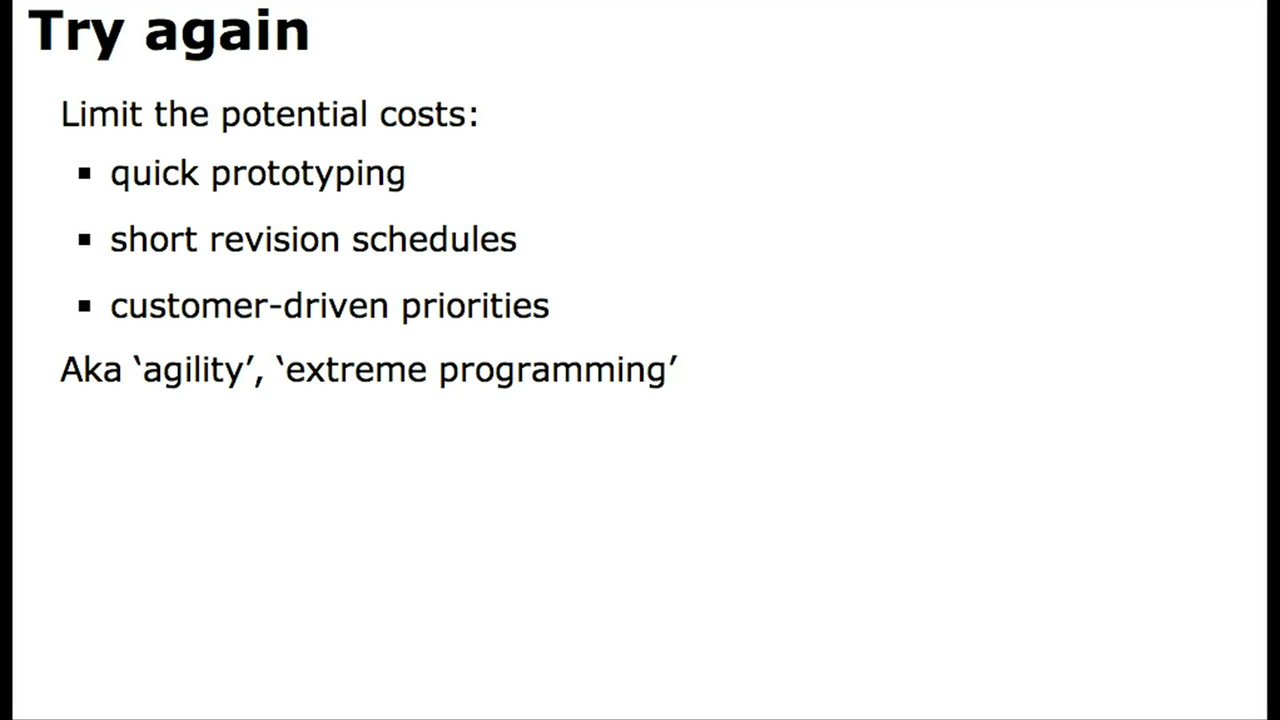 Try again
Limit the potential costs:
▪ quick prototyping
▪ short revision schedules
▪ customer-driven priorities
Aka ‘agility’, ‘extreme programming’